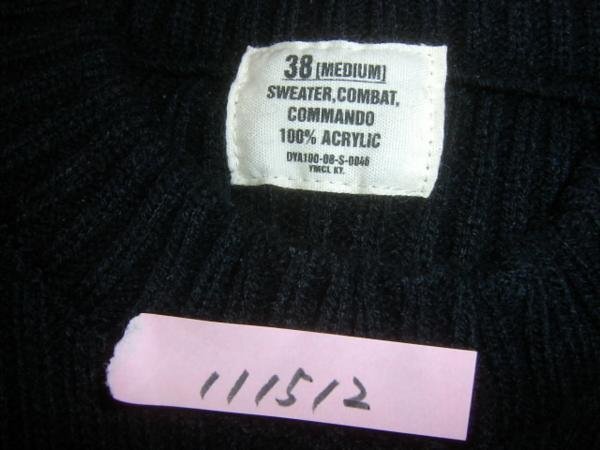 38 [MEDIUM]
SWEATER,COMBAT,
COMMANDO
100% ACRYLIC
DYA100-08-S-0046
YMCL KY.
111512